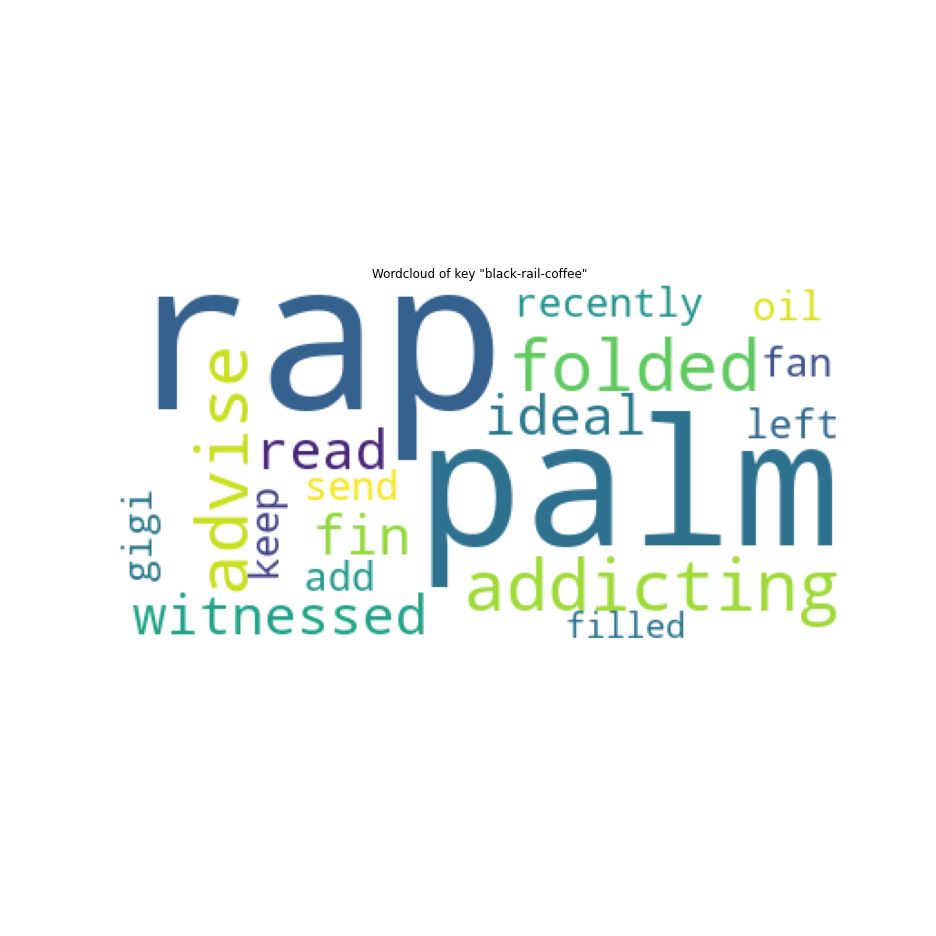 Wordcloud of key "black-rail-coffee"
rap
recently
oil
folded
fan
advise
ideal
left
read
palm
send
gigi
keep
fin
add
addicting
witnessed
filled